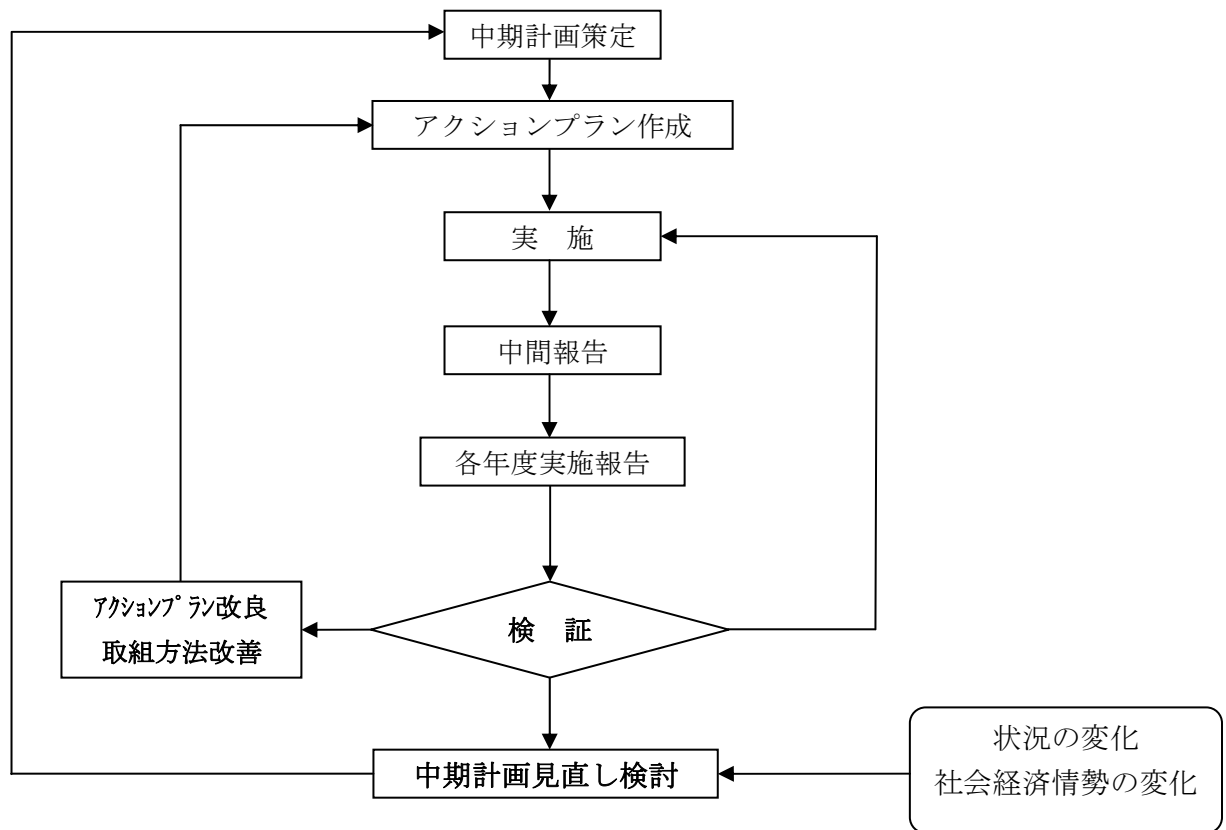 中期計画策定
アクションプラン作成
実　施
中間報告
各年度実施報告
ｱｸｼｮﾝﾌﾟﾗﾝ改良
取組方法改善
検　証
状況の変化
社会経済情勢の変化
中期計画見直し検討